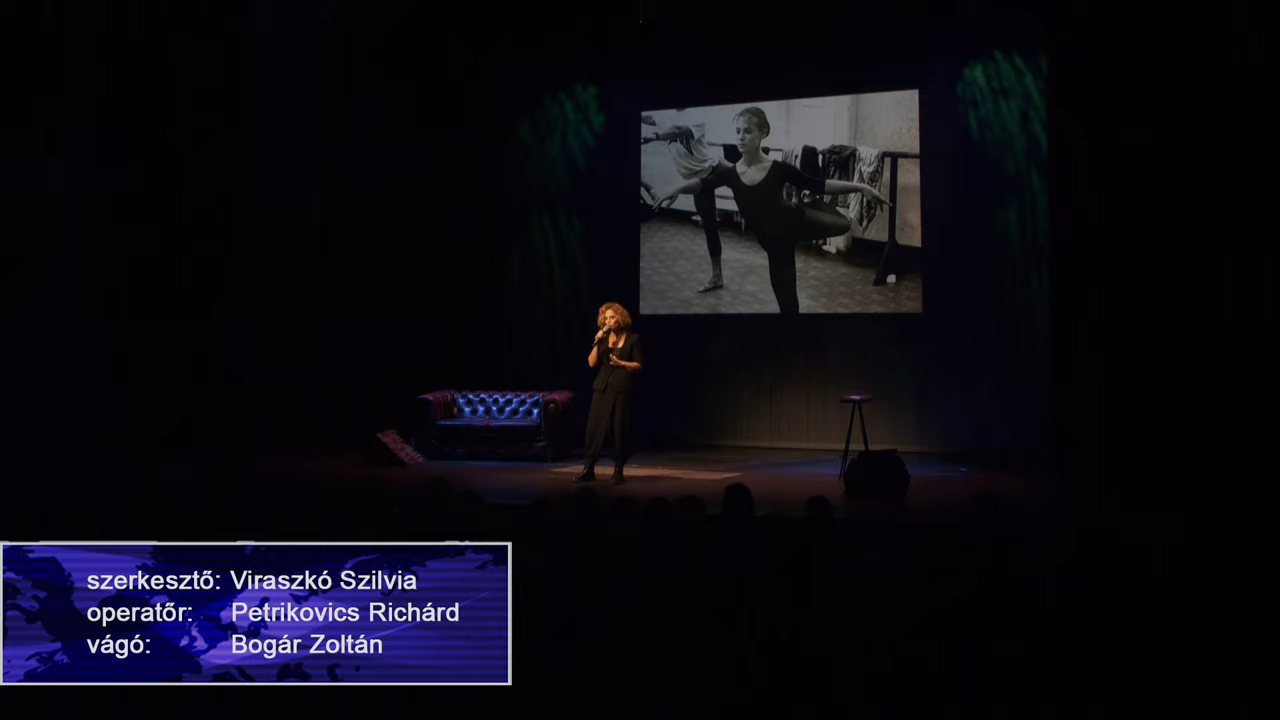 szerkesztő: Viraszkó Szilvia
operatőr: Petrikovics Richárd
vágó: Bogár Zoltán